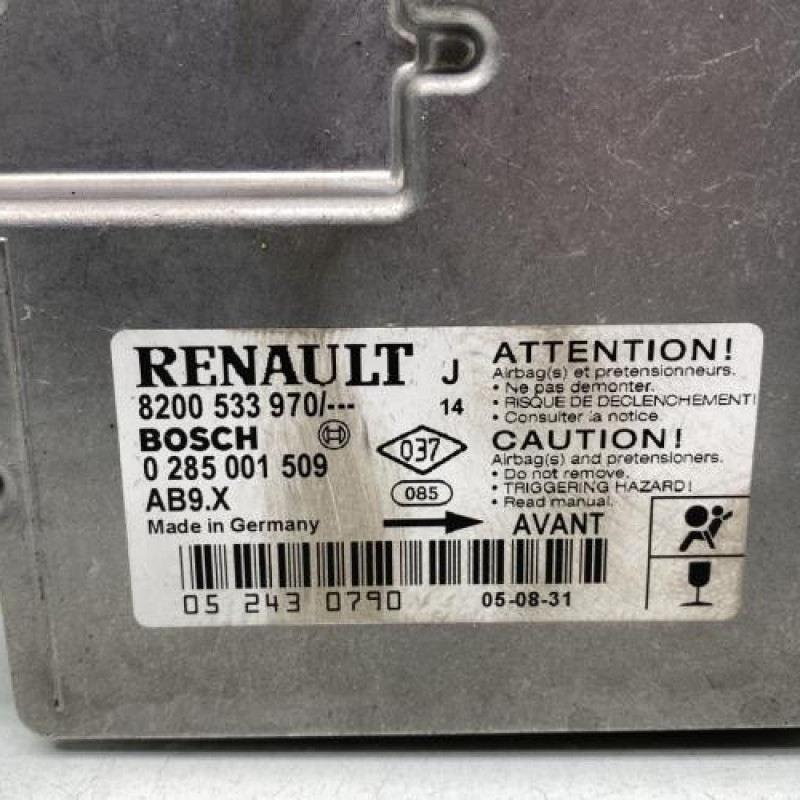 RENAULT J
8200 533 970/--- 14
BOSCH
0 285 001 509
AB9.X
Made in Germany
037
085
ATTENTION!
Airbag(s) et pretensionneurs.
• Ne pas demonter.
• RISQUE DE DECLENCHEMENT!
• Consulter la notice.
CAUTION!
Airbag(s) and pretensioners.
• Do not remove.
• TRIGGERING HAZARD!
• Read manual.
AVANT
05 243 0790
05-08-31